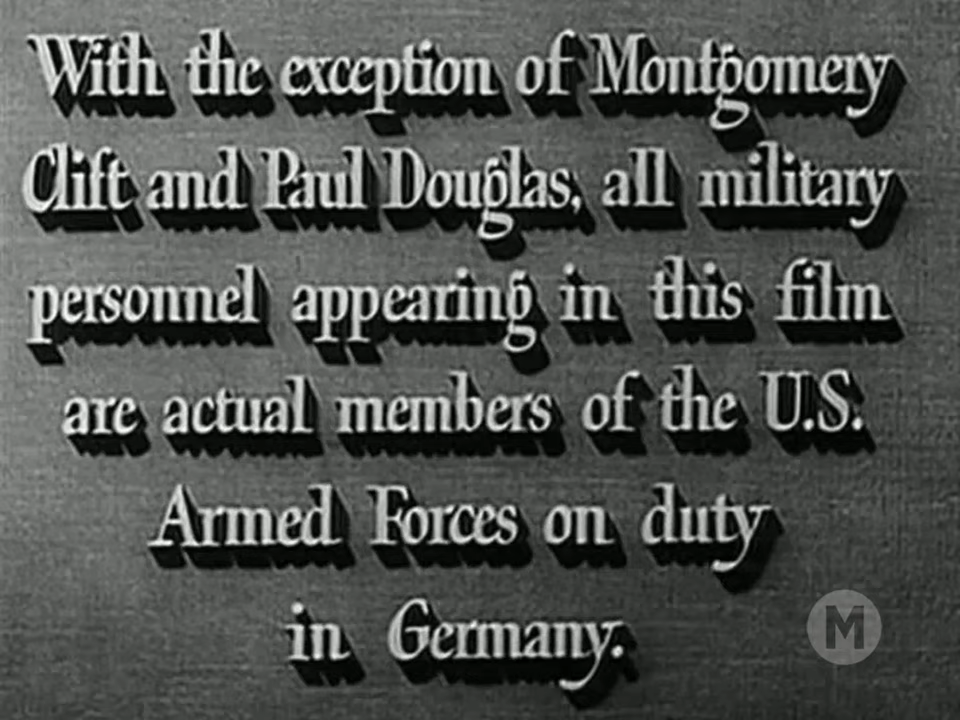 With the exception of Montgomery
Clift and Paul Douglas, all military
personnel appearing in this film
are actual members of the U.S.
Armed Forces on duty
in Germany.
M